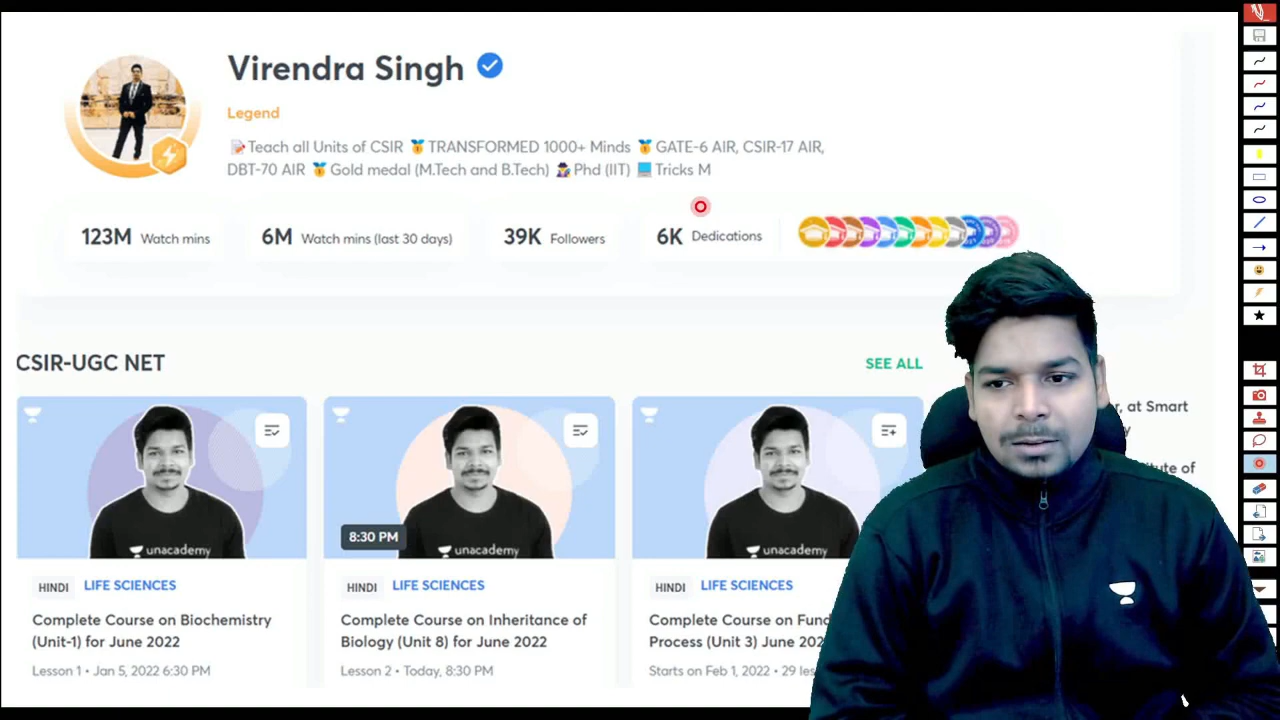 Virendra Singh
Legend
Teach all Units of CSIR TRANSFORMED 1000+ Minds GATE-6 AIR, CSIR-17 AIR,
DBT-70 AIR Gold medal (M.Tech and B.Tech) Phd (IIT) Tricks M
123M Watch mins 6M Watch mins (last 30 days) 39K Followers 6K Dedications
CSIR-UGC NET SEE ALL
, at Smart
unacademy 8:30 PM unacademy unacademy
HINDI LIFE SCIENCES HINDI LIFE SCIENCES HINDI LIFE SCIENCES
Complete Course on Biochemistry Complete Course on Inheritance of Complete Course on
(Unit-1) for June 2022 Biology (Unit 8) for June 2022 Process (Unit 3) June
Lesson 1 • Jan 5, 2022 6:30 PM Lesson 2 • Today, 8:30 PM Starts on Feb 1, 2022 • 29